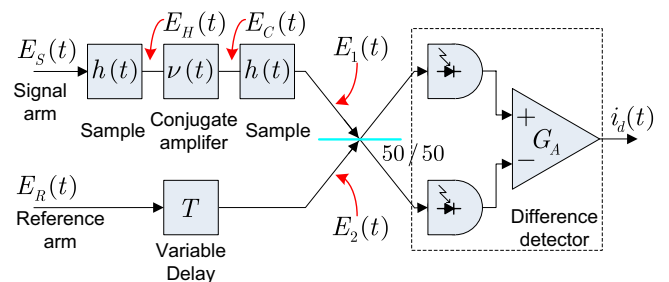 E_S(t)
Signal
arm
h(t)
Sample
E_H(t)
ν(t)
Conjugate
amplifer
E_C(t)
h(t)
Sample
E_1(t)
50 / 50
E_R(t)
Reference
arm
T
Variable
Delay
E_2(t)
+
−
G_A
i_d(t)
Difference
detector